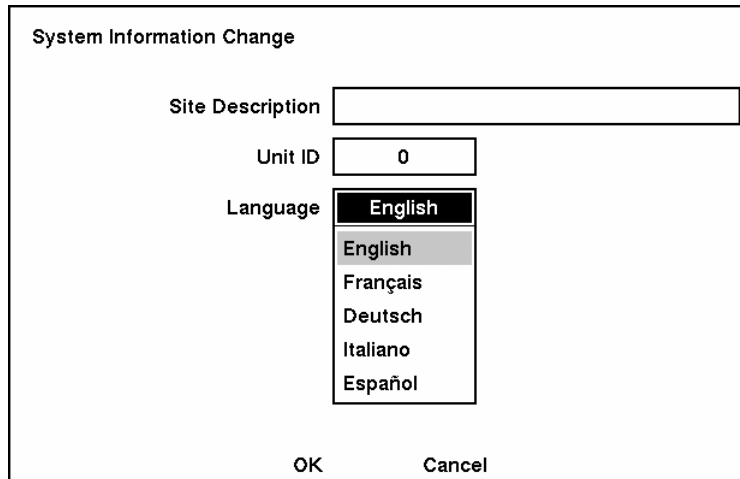 System Information Change
Site Description
Unit ID 0
Language English
English
Français
Deutsch
Italiano
Español
OK Cancel